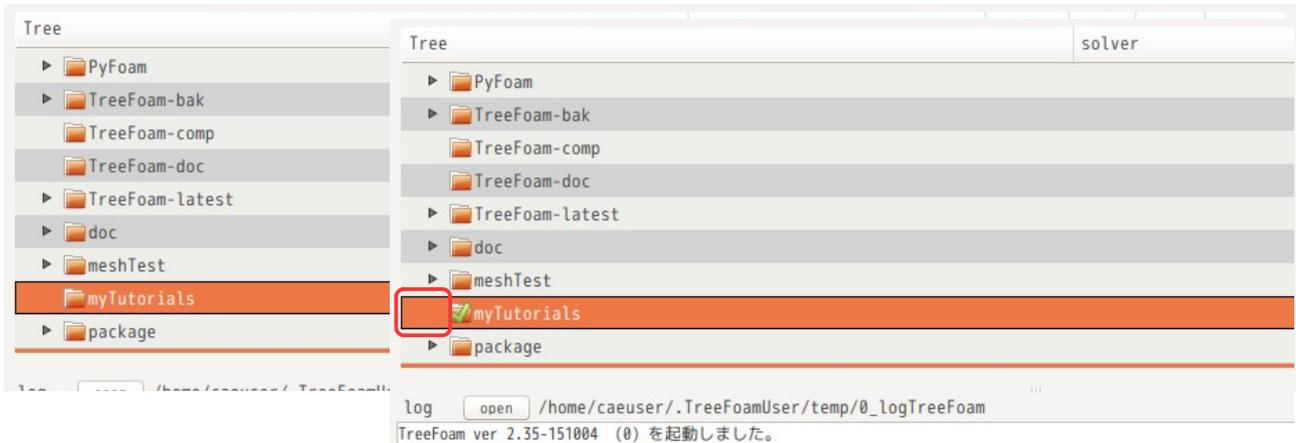 Tree
PyFoam
TreeFoam-bak
TreeFoam-comp
TreeFoam-doc
TreeFoam-latest
doc
meshTest
myTutorials
package
Tree solver
PyFoam
TreeFoam-bak
TreeFoam-comp
TreeFoam-doc
TreeFoam-latest
doc
meshTest
myTutorials
package
log open /home/caeuser/.TreeFoamUser/temp/0_logTreeFoam
TreeFoam ver 2.35-151004 (0) を起動しました。